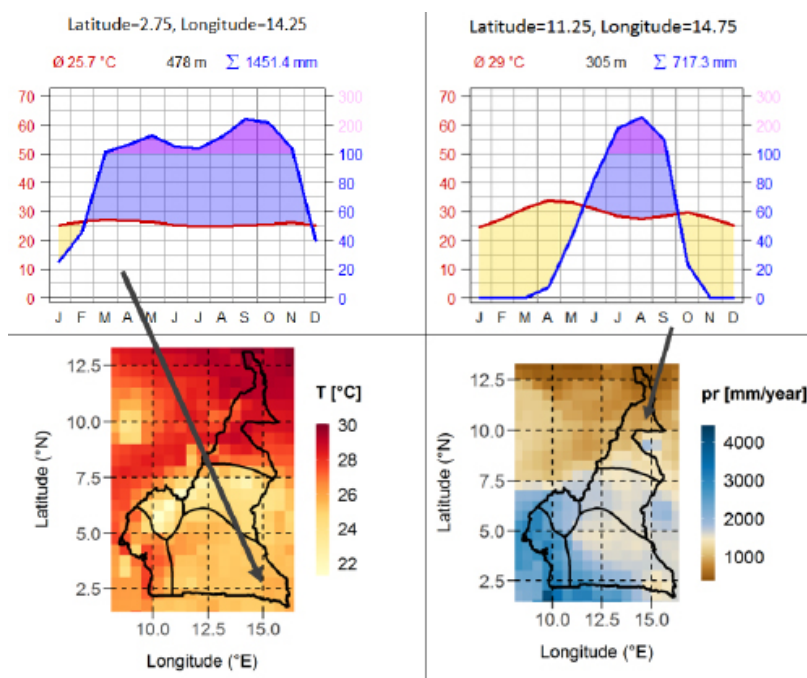 Latitude=2.75, Longitude=14.25
Ø 25.7 °C 478 m Σ 1451.4 mm
70 300
60 200
50 100
40 80
30 60
20 40
10 20
0 0
J F M A M J J A S O N D
Latitude=11.25, Longitude=14.75
Ø 29 °C 305 m Σ 717.3 mm
70 300
60 200
50 100
40 80
30 60
20 40
10 20
0 0
J F M A M J J A S O N D
12.5
10.0
7.5
5.0
2.5
Latitude (°N)
10.0 12.5 15.0
Longitude (°E)
T [°C]
30
28
26
24
22
12.5
10.0
7.5
5.0
2.5
Latitude (°N)
10.0 12.5 15.0
Longitude (°E)
pr [mm/year]
4000
3000
2000
1000